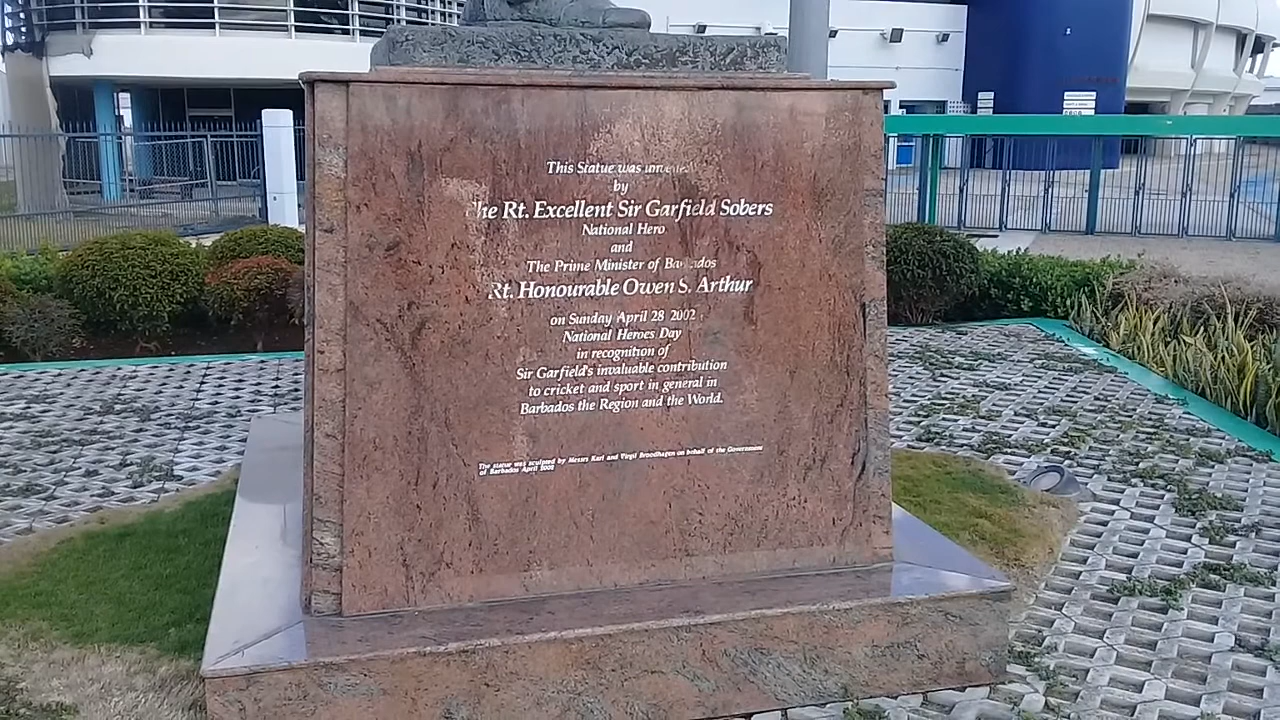 This Statue was unveiled
by
The Rt. Excellent Sir Garfield Sobers
National Hero
and
The Prime Minister of Barbados
Rt. Honourable Owen S. Arthur
on Sunday April 28 2002
National Heroes Day
in recognition of
Sir Garfield's invaluable contribution
to cricket and sport in general in
Barbados the Region and the World.
The statue was sculpted by Messrs Karl and Virgil Broodhagen on behalf of the Government
of Barbados April 2002